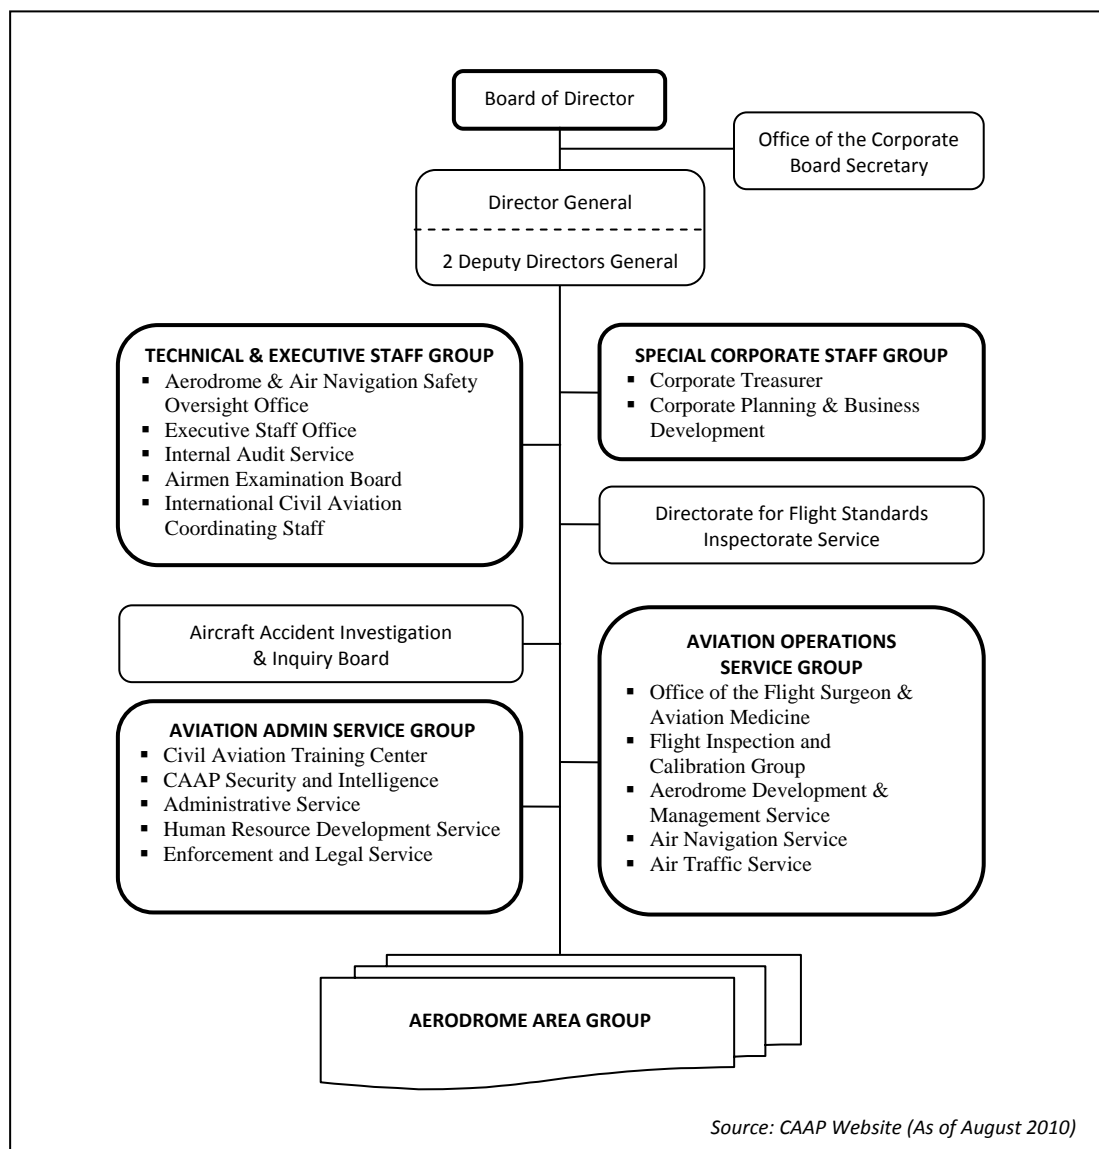 Board of Director
Office of the Corporate
Board Secretary
Director General
2 Deputy Directors General
TECHNICAL & EXECUTIVE STAFF GROUP
▪ Aerodrome & Air Navigation Safety
Oversight Office
▪ Executive Staff Office
▪ Internal Audit Service
▪ Airmen Examination Board
▪ International Civil Aviation
Coordinating Staff
SPECIAL CORPORATE STAFF GROUP
▪ Corporate Treasurer
▪ Corporate Planning & Business
Development
Directorate for Flight Standards
Inspectorate Service
Aircraft Accident Investigation
& Inquiry Board
AVIATION OPERATIONS
SERVICE GROUP
▪ Office of the Flight Surgeon &
Aviation Medicine
▪ Flight Inspection and
Calibration Group
▪ Aerodrome Development &
Management Service
▪ Air Navigation Service
▪ Air Traffic Service
AVIATION ADMIN SERVICE GROUP
▪ Civil Aviation Training Center
▪ CAAP Security and Intelligence
▪ Administrative Service
▪ Human Resource Development Service
▪ Enforcement and Legal Service
AERODROME AREA GROUP
Source: CAAP Website (As of August 2010)